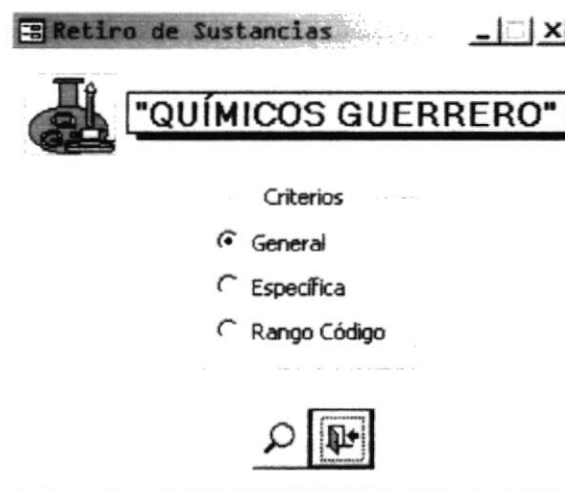 Retiro de Sustancias
"QUÍMICOS GUERRERO"
Criterios
General
Específica
Rango Código